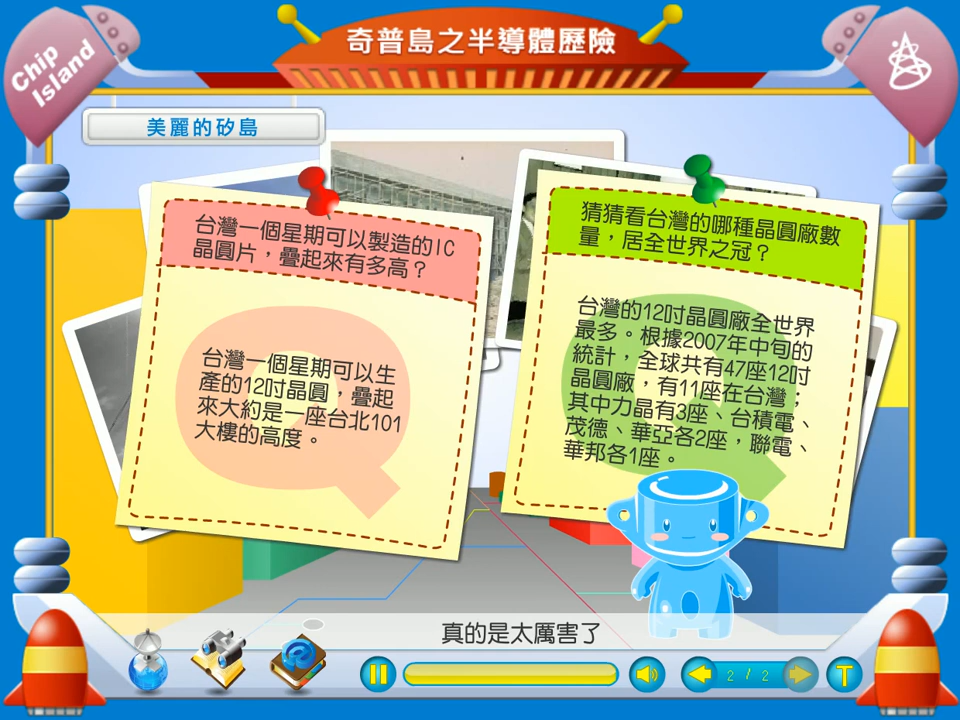 Chip
Island
奇普島之半導體歷險
美麗的矽島
台灣一個星期可以製造的IC
晶圓片，疊起來有多高？
台灣一個星期可以生
產的12吋晶圓，疊起
來大約是一座台北101
大樓的高度。
猜猜看台灣的哪種晶圓廠數
量，居全世界之冠？
台灣的12吋晶圓廠全世界
最多。根據2007年中旬的
統計，全球共有47座12吋
晶圓廠，有11座在台灣；
其中力晶有3座、台積電、
茂德、華亞各2座，聯電、
華邦各1座。
真的是太厲害了
2 / 2
T